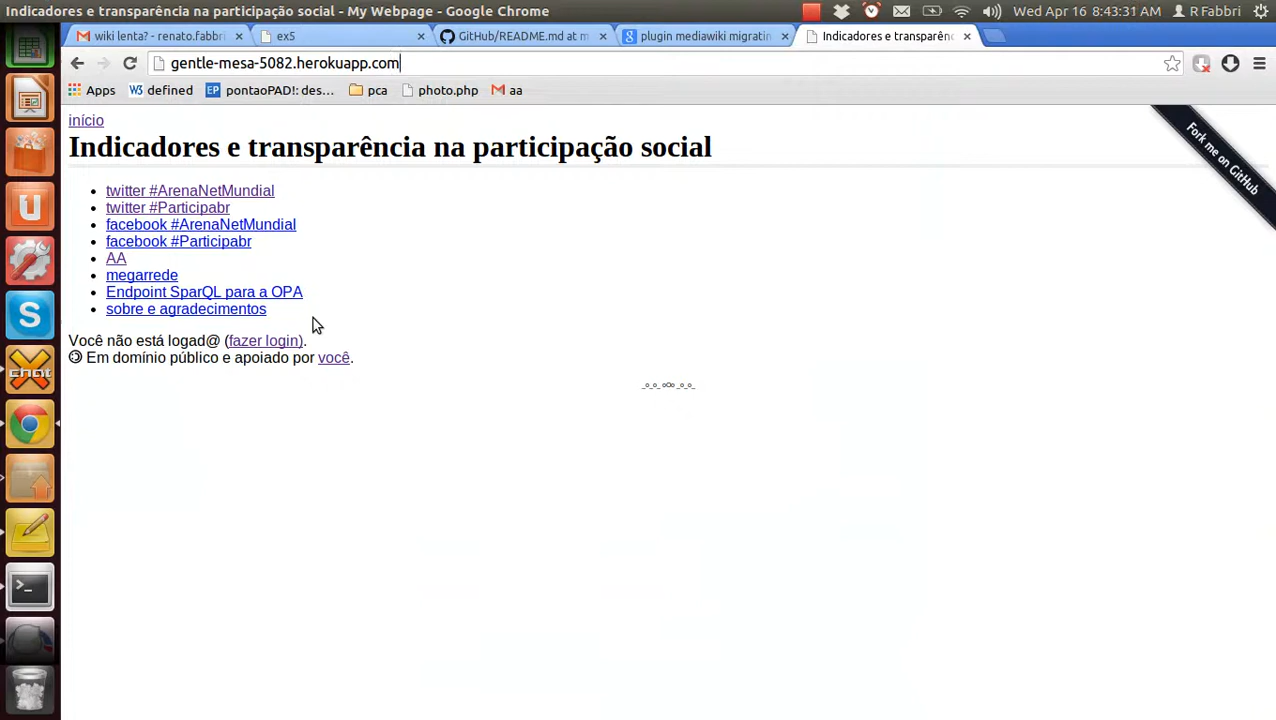 Indicadores e transparência na participação social - My Webpage - Google Chrome
Wed Apr 16 8:43:31 AM R Fabbri
wiki lenta? - renato.fabbri
ex5
GitHub/README.md at m
plugin mediawiki migratin
Indicadores e transparên
gentle-mesa-5082.herokuapp.com
Apps
W3 defined
EP pontaoPAD!: des...
pca
photo.php
aa
Fork me on GitHub
início
Indicadores e transparência na participação social
twitter #ArenaNetMundial
twitter #Participabr
facebook #ArenaNetMundial
facebook #Participabr
AA
megarrede
Endpoint SparQL para a OPA
sobre e agradecimentos
Você não está logad@ (fazer login).
Em domínio público e apoiado por você.
chat